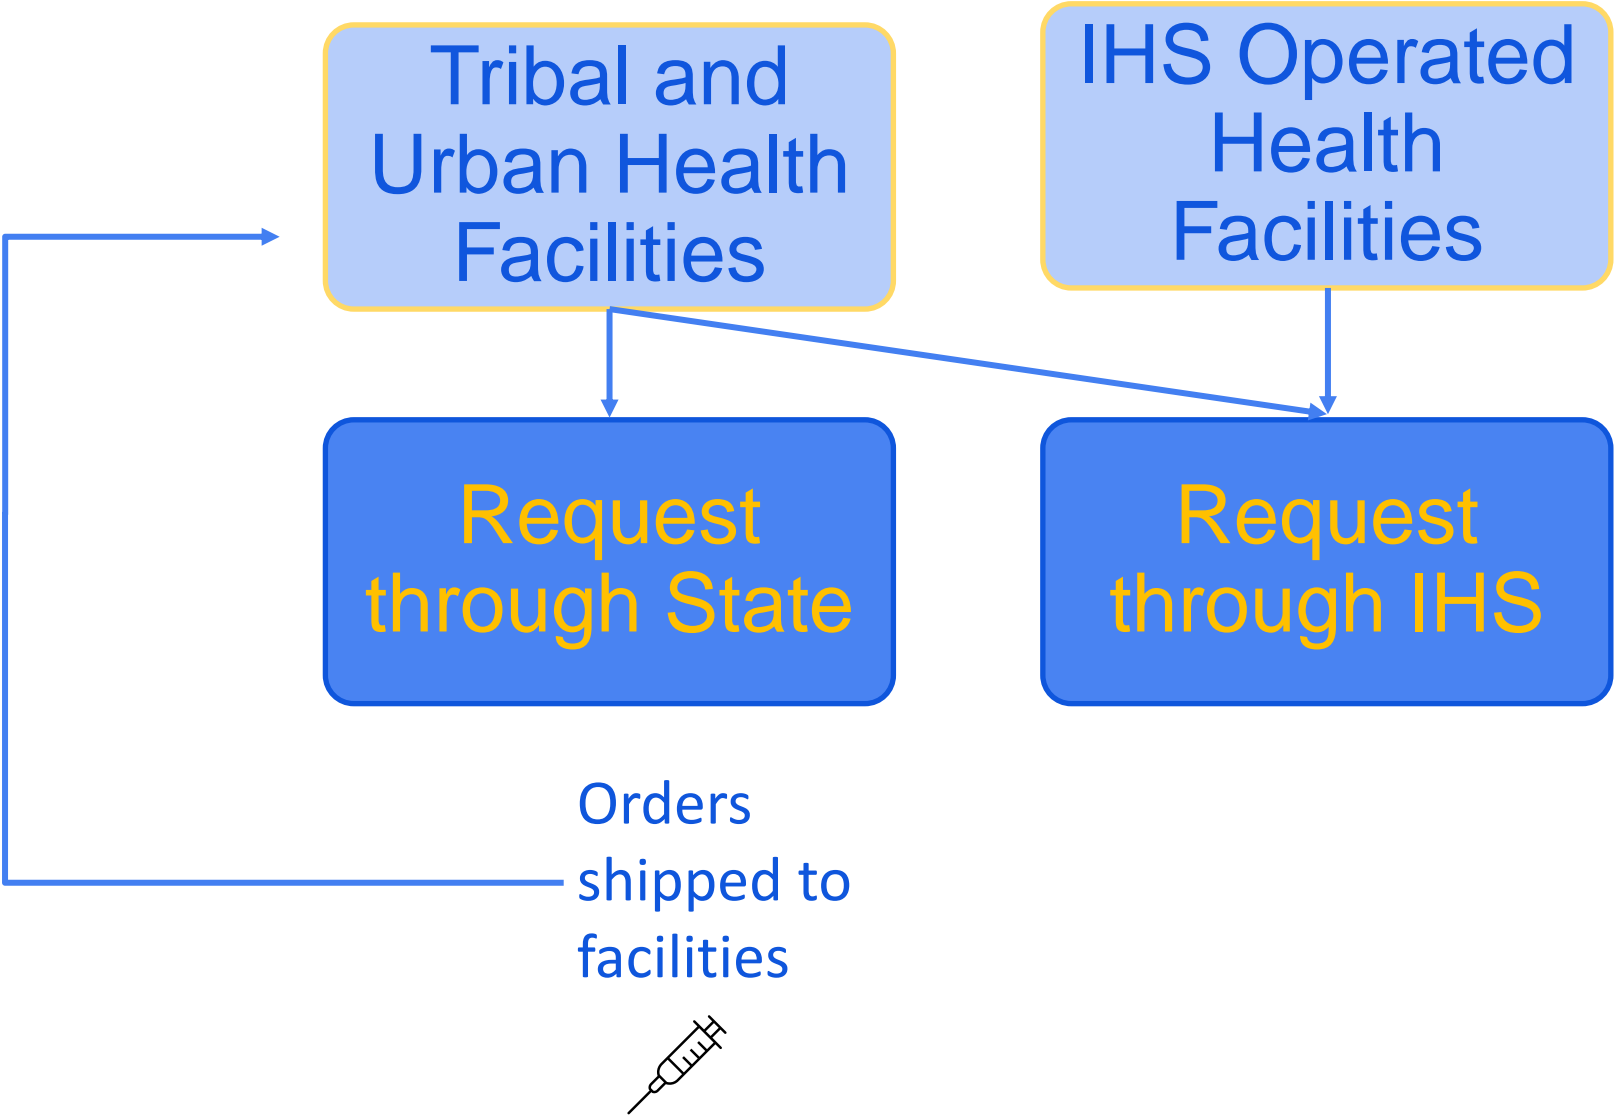 Tribal and
Urban Health
Facilities
IHS Operated
Health
Facilities
Request
through State
Request
through IHS
Orders
shipped to
facilities